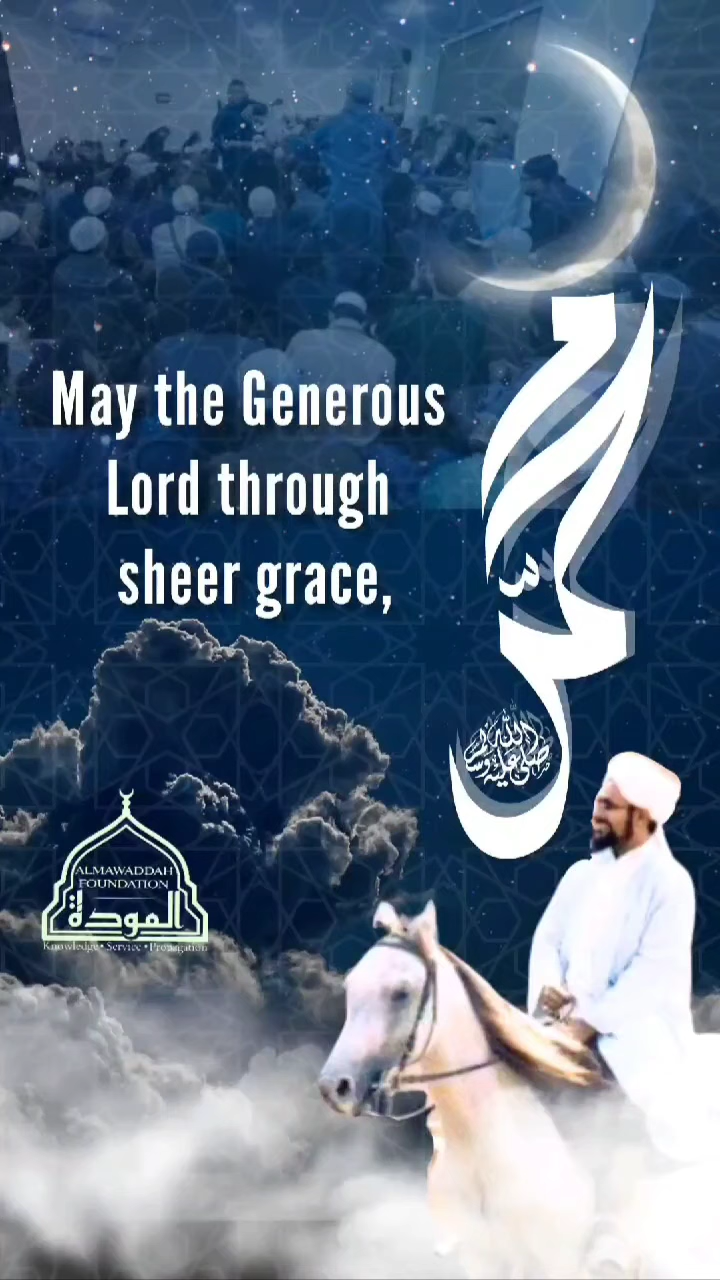 May the Generous
Lord through
sheer grace,
محمد
صلى الله عليه وسلم
ALMAWADDAH
FOUNDATION
المودة
Knowledge • Service • Propagation